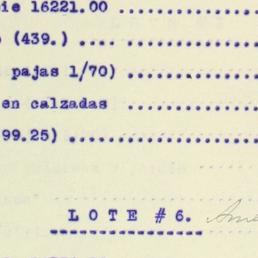 ie 16221.00 ............
(439.) ....................
pajas 1/70) ...............
en calzadas ...............
99.25) ....................
LOTE # 6.